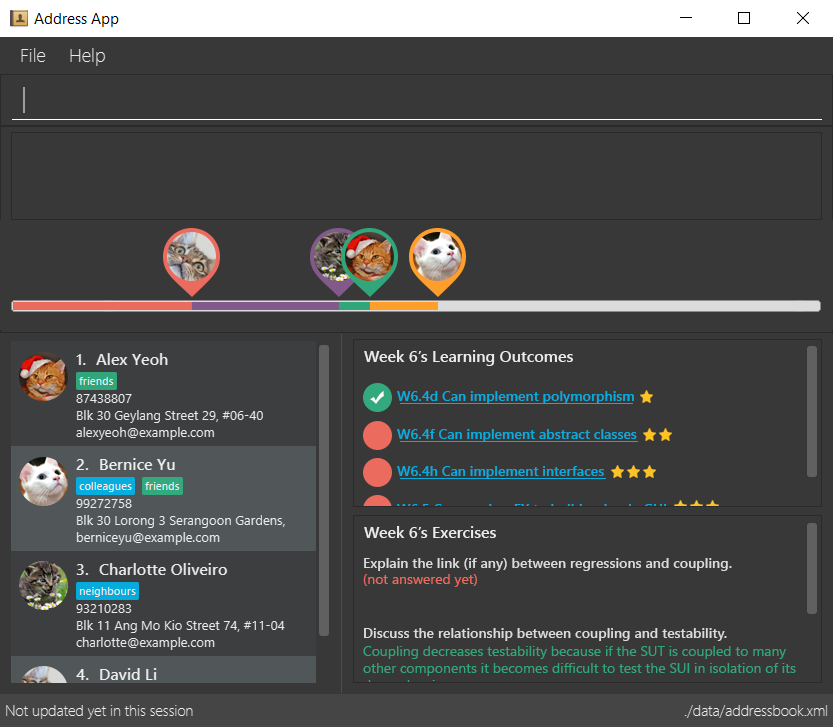 Address App
File Help
1. Alex Yeoh
friends
87438807
Blk 30 Geylang Street 29, #06-40
alexyeoh@example.com
2. Bernice Yu
colleagues friends
99272758
Blk 30 Lorong 3 Serangoon Gardens,
berniceyu@example.com
3. Charlotte Oliveiro
neighbours
93210283
Blk 11 Ang Mo Kio Street 74, #11-04
charlotte@example.com
4. David Li
Week 6's Learning Outcomes
W6.4d Can implement polymorphism
W6.4f Can implement abstract classes
W6.4h Can implement interfaces
Week 6's Exercises
Explain the link (if any) between regressions and coupling.
(not answered yet)
Discuss the relationship between coupling and testability.
Coupling decreases testability because if the SUT is coupled to many
other components it becomes difficult to test the SUI in isolation of its
Not updated yet in this session
./data/addressbook.xml